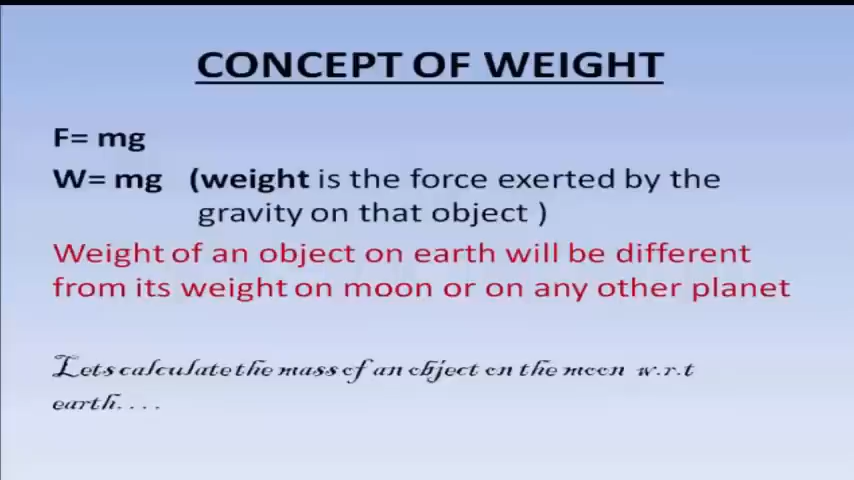 CONCEPT OF WEIGHT
F= mg
W= mg (weight is the force exerted by the
gravity on that object )
Weight of an object on earth will be different
from its weight on moon or on any other planet
Lets calculate the mass of an object on the moon w.r.t
earth....